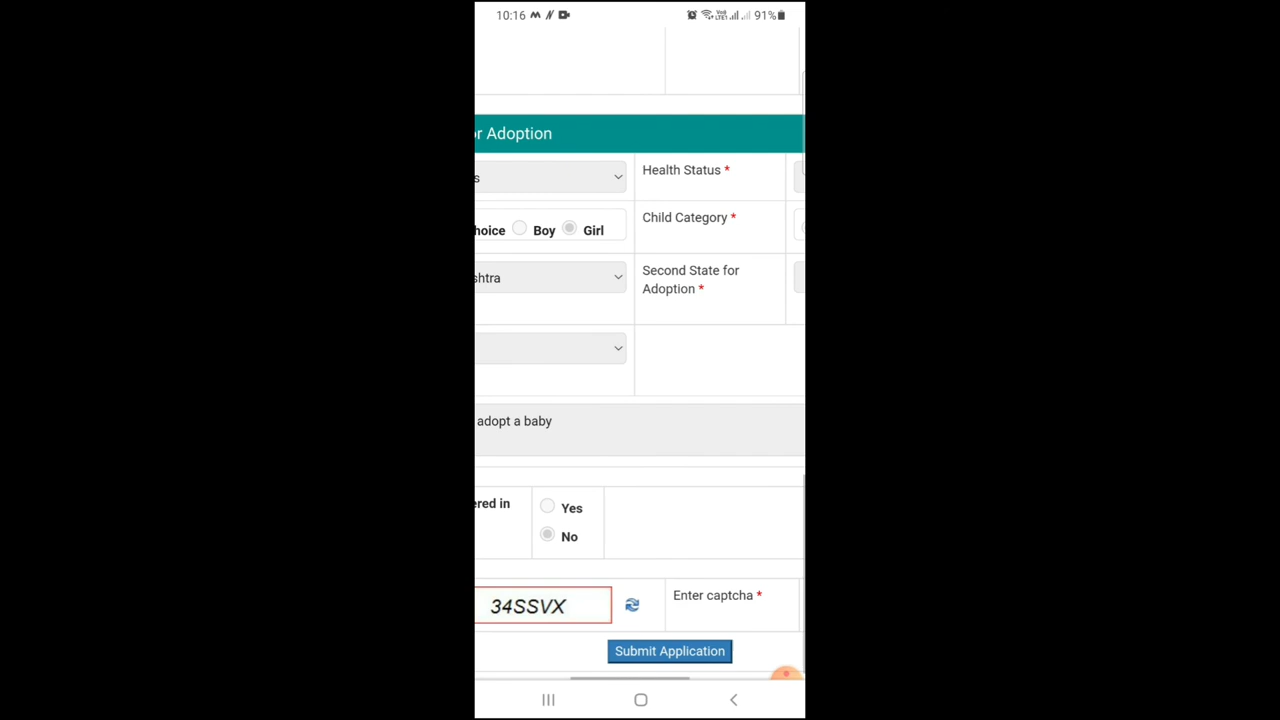 10:16
91%
r Adoption
s
Health Status *
hoice Boy Girl
Child Category *
shtra
Second State for
Adoption *
adopt a baby
ered in
Yes
No
34SSVX
Enter captcha *
Submit Application